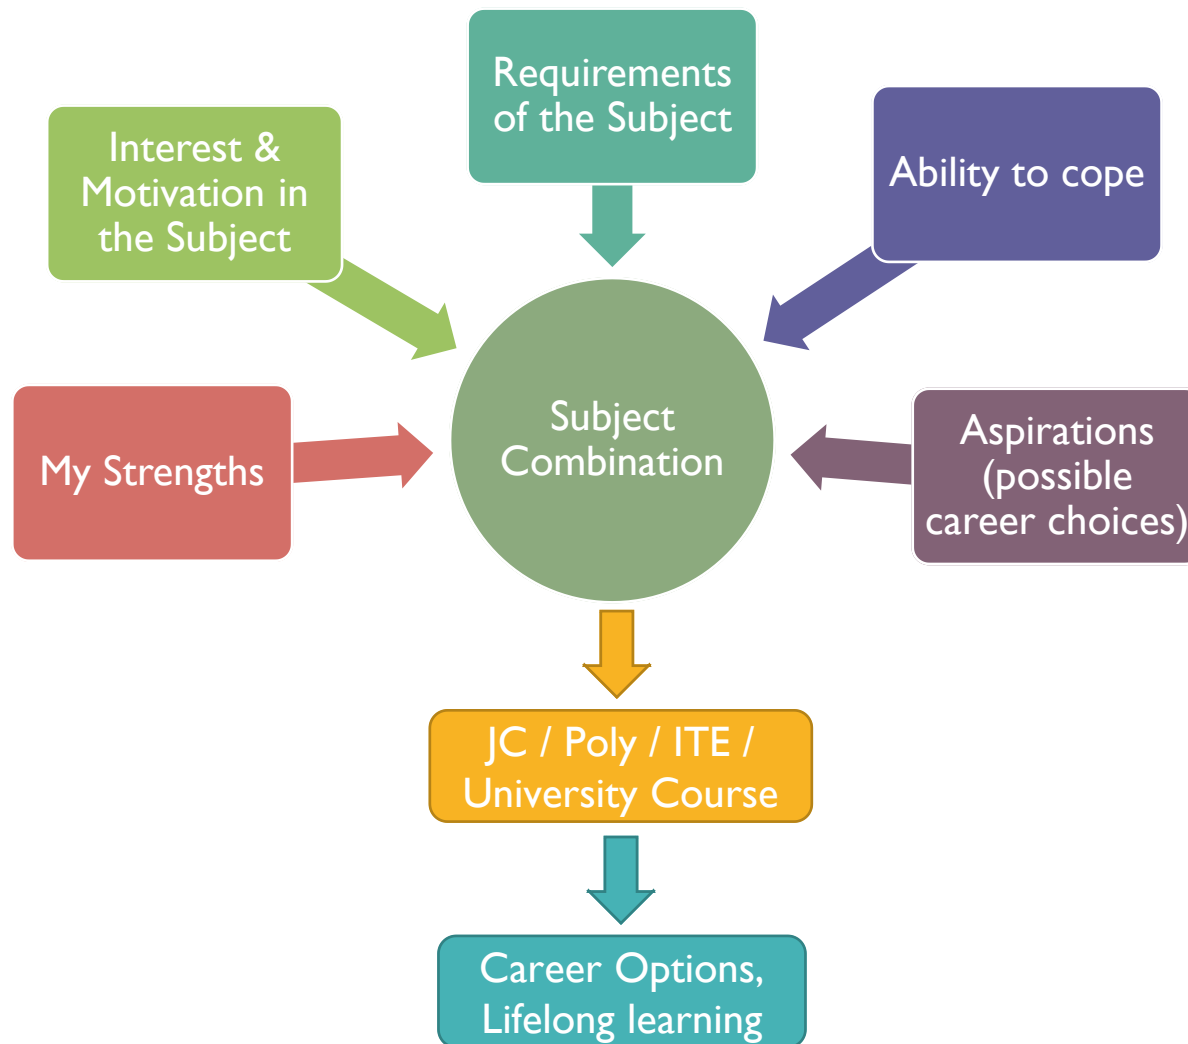 Requirements
of the Subject
Interest &
Motivation in
the Subject
Ability to cope
My Strengths
Subject
Combination
Aspirations
(possible
career choices)
JC / Poly / ITE /
University Course
Career Options,
Lifelong learning